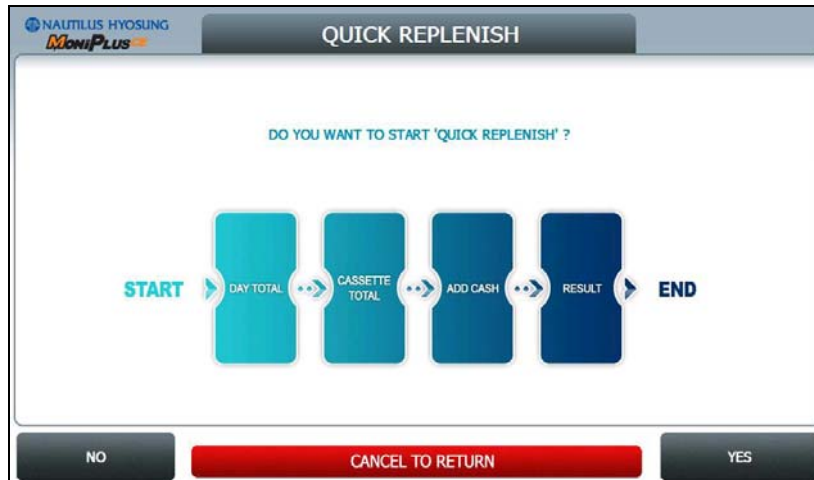 NAUTILUS HYOSUNG
MoniPlus CE
QUICK REPLENISH
DO YOU WANT TO START 'QUICK REPLENISH' ?
START
DAY TOTAL
CASSETTE
TOTAL
ADD CASH
RESULT
END
NO
CANCEL TO RETURN
YES